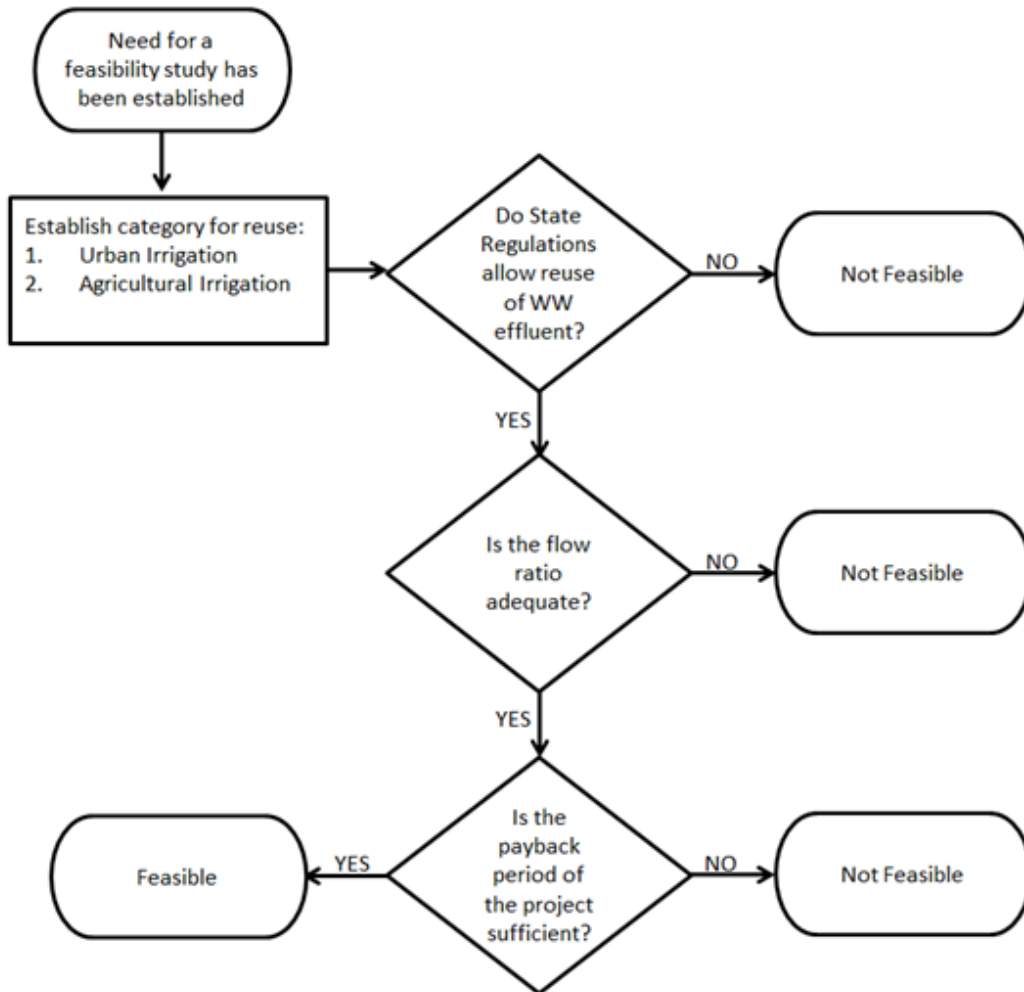 Need for a
feasibility study has
been established
Establish category for reuse:
1. Urban Irrigation
2. Agricultural Irrigation
Do State
Regulations
allow reuse
of WW
effluent?
NO
Not Feasible
YES
Is the flow
ratio
adequate?
NO
Not Feasible
YES
Is the
payback
period of
the project
sufficient?
YES
Feasible
NO
Not Feasible